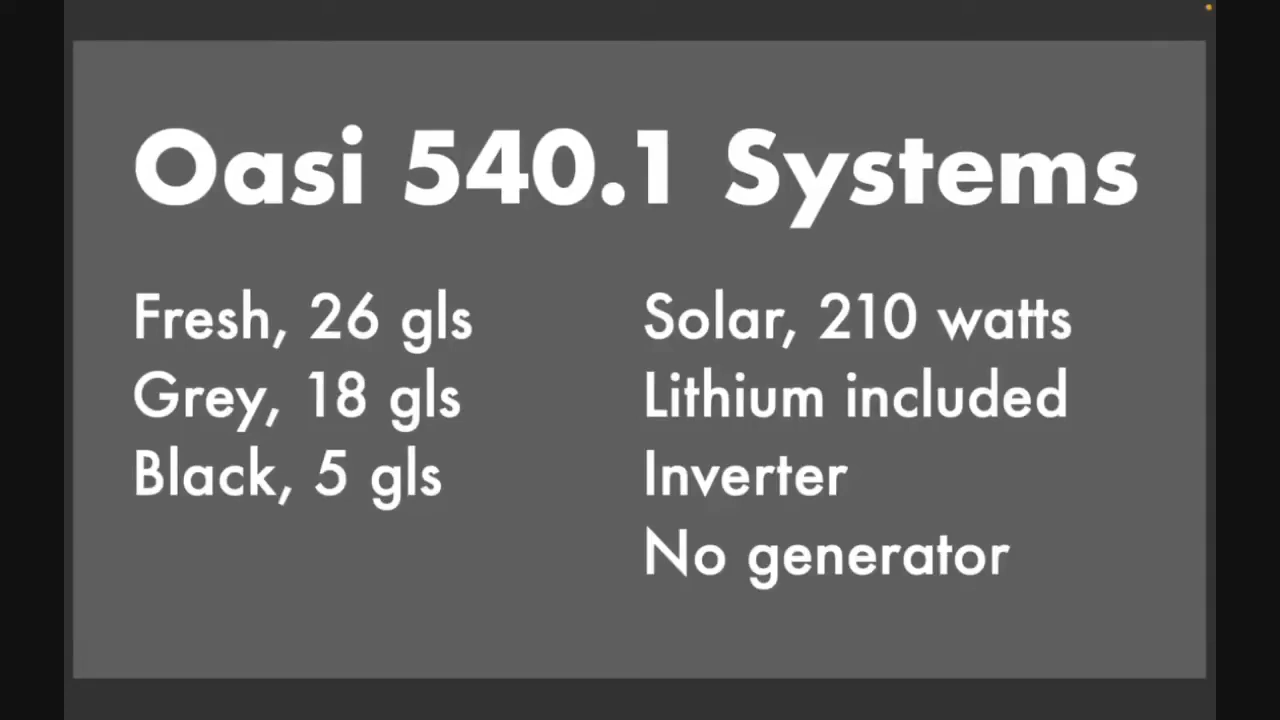 Oasi 540.1 Systems
Fresh, 26 gls
Grey, 18 gls
Black, 5 gls
Solar, 210 watts
Lithium included
Inverter
No generator